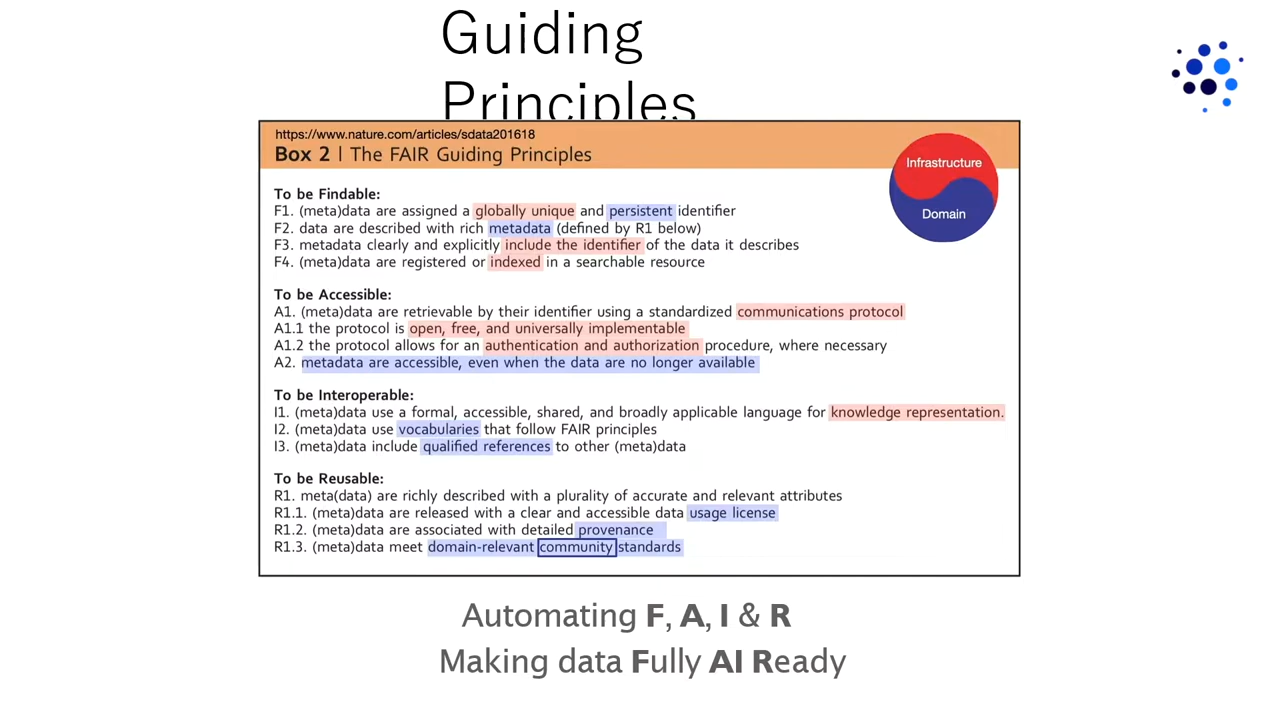 Guiding
Principles
https://www.nature.com/articles/sdata201618
Box 2 | The FAIR Guiding Principles
Infrastructure
Domain
To be Findable:
F1. (meta)data are assigned a globally unique and persistent identifier
F2. data are described with rich metadata (defined by R1 below)
F3. metadata clearly and explicitly include the identifier of the data it describes
F4. (meta)data are registered or indexed in a searchable resource
To be Accessible:
A1. (meta)data are retrievable by their identifier using a standardized communications protocol
A1.1 the protocol is open, free, and universally implementable
A1.2 the protocol allows for an authentication and authorization procedure, where necessary
A2. metadata are accessible, even when the data are no longer available
To be Interoperable:
I1. (meta)data use a formal, accessible, shared, and broadly applicable language for knowledge representation.
I2. (meta)data use vocabularies that follow FAIR principles
I3. (meta)data include qualified references to other (meta)data
To be Reusable:
R1. meta(data) are richly described with a plurality of accurate and relevant attributes
R1.1. (meta)data are released with a clear and accessible data usage license
R1.2. (meta)data are associated with detailed provenance
R1.3. (meta)data meet domain-relevant community standards
Automating F, A, I & R
Making data Fully AI Ready